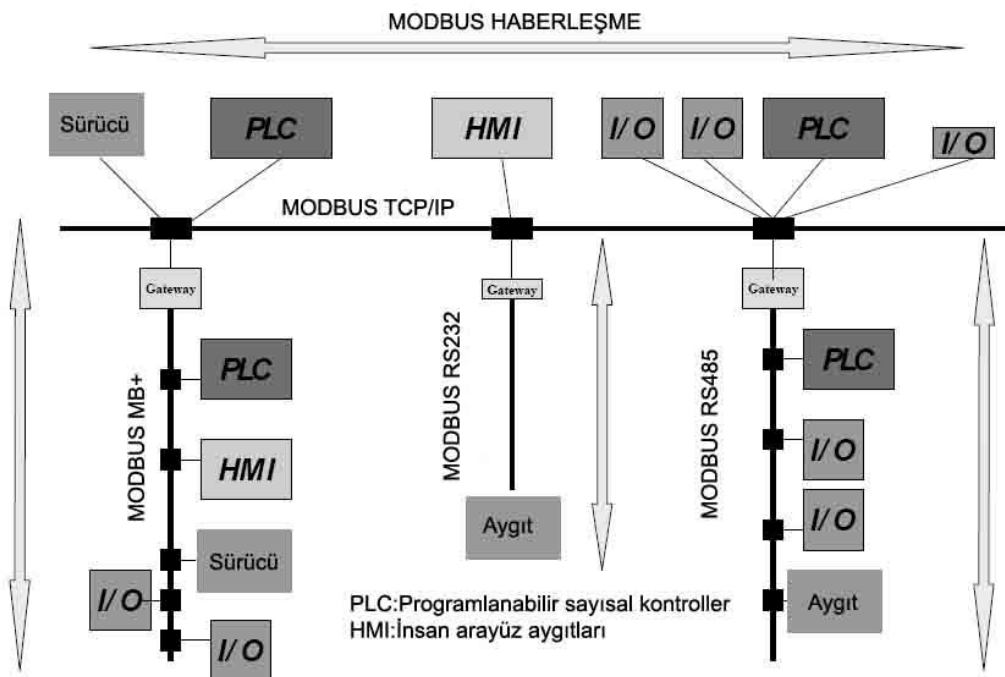 MODBUS HABERLEŞME
Sürücü
PLC
HMI
I/O
I/O
PLC
I/O
MODBUS TCP/IP
Gateway
Gateway
Gateway
MODBUS MB+
PLC
HMI
Sürücü
I/O
I/O
MODBUS RS232
Aygıt
MODBUS RS485
PLC
I/O
I/O
Aygıt
PLC:Programlanabilir sayısal kontroller
HMI:İnsan arayüz aygıtları